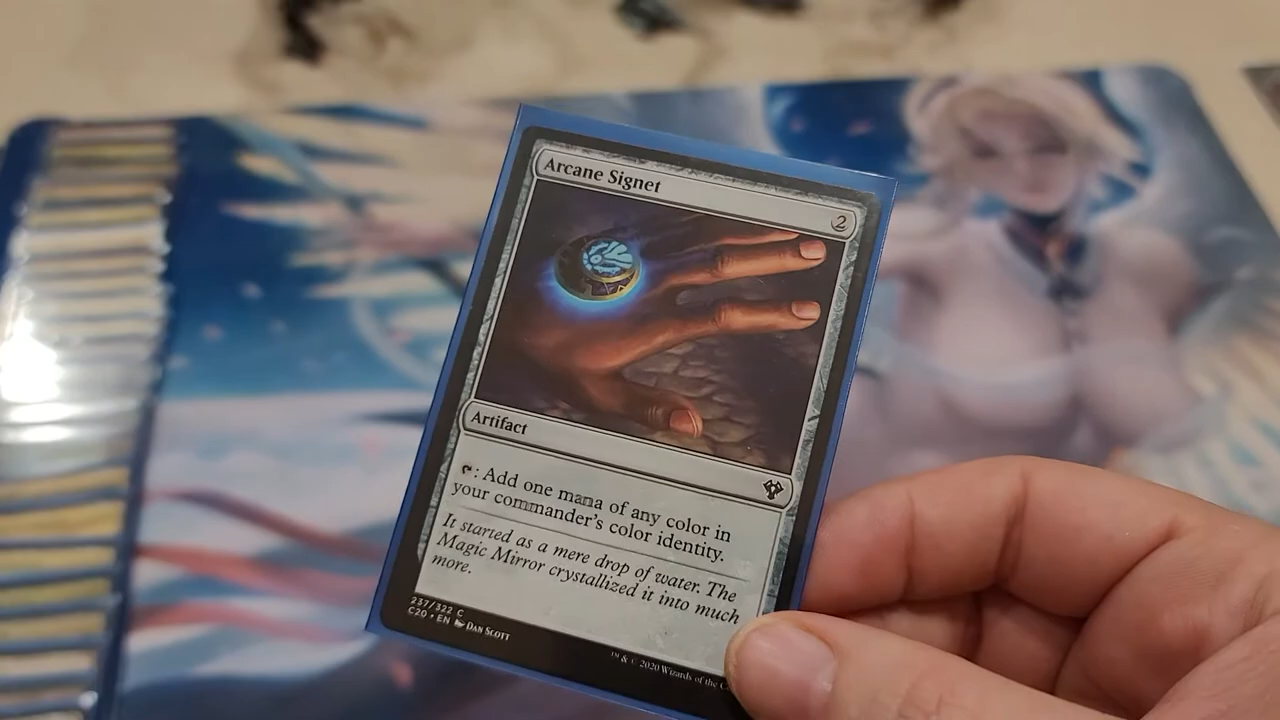 Arcane Signet
2
Artifact
: Add one mana of any color in
your commander's color identity.
It started as a mere drop of water. The
Magic Mirror crystallized it into much
more.
237/322 C
C20 • EN Dan Scott
™ & © 2020 Wizards of the